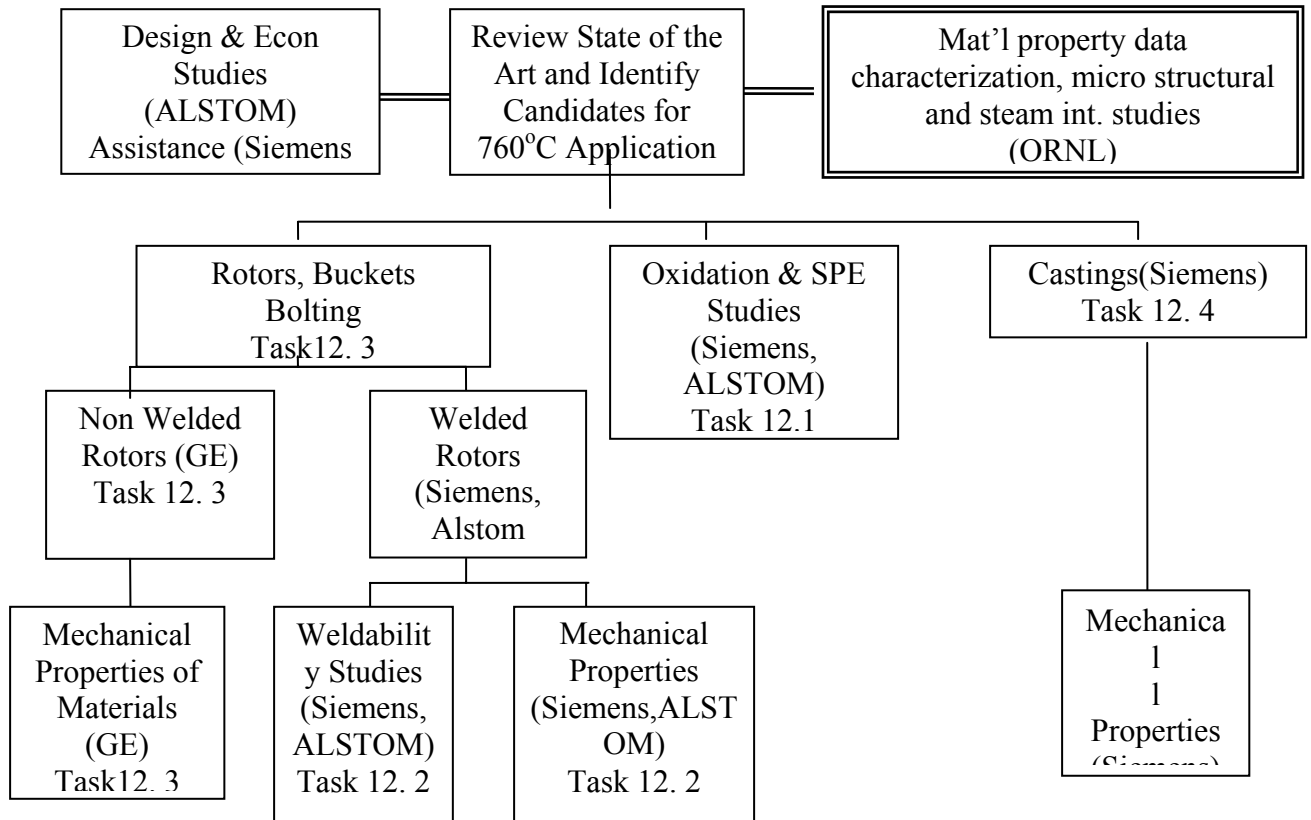 Design & Econ
Studies
(ALSTOM)
Assistance (Siemens
Review State of the
Art and Identify
Candidates for
760°C Application
Mat'l property data
characterization, micro structural
and steam int. studies
(ORNL)
Rotors, Buckets
Bolting
Task12. 3
Oxidation & SPE
Studies
(Siemens,
ALSTOM)
Task 12.1
Castings(Siemens)
Task 12. 4
Non Welded
Rotors (GE)
Task 12. 3
Welded
Rotors
(Siemens,
Alstom
Mechanical
Properties of
Materials
(GE)
Task12. 3
Weldabilit
y Studies
(Siemens,
ALSTOM)
Task 12. 2
Mechanical
Properties
(Siemens,ALST
OM)
Task 12. 2
Mechanica
l
l
Properties
(Siemens)